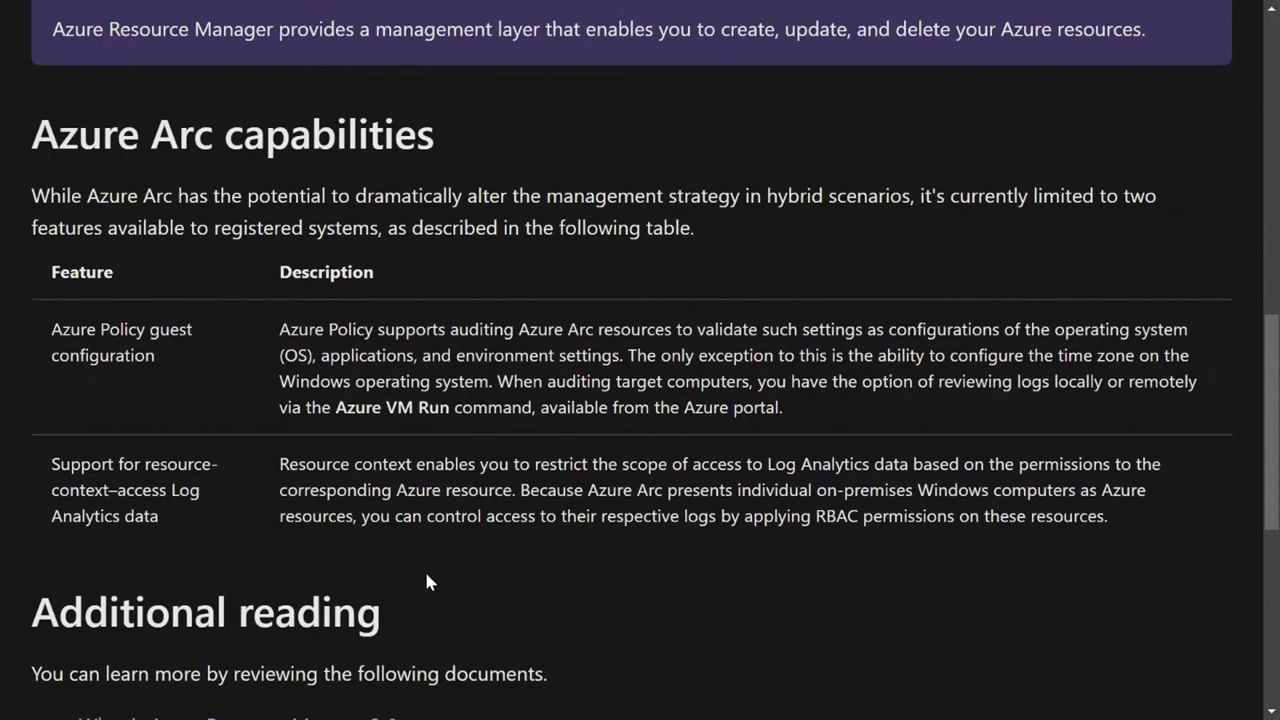 Azure Resource Manager provides a management layer that enables you to create, update, and delete your Azure resources.
Azure Arc capabilities
While Azure Arc has the potential to dramatically alter the management strategy in hybrid scenarios, it's currently limited to two
features available to registered systems, as described in the following table.
Feature
Description
Azure Policy guest
configuration
Azure Policy supports auditing Azure Arc resources to validate such settings as configurations of the operating system
(OS), applications, and environment settings. The only exception to this is the ability to configure the time zone on the
Windows operating system. When auditing target computers, you have the option of reviewing logs locally or remotely
via the Azure VM Run command, available from the Azure portal.
Support for resource-
context–access Log
Analytics data
Resource context enables you to restrict the scope of access to Log Analytics data based on the permissions to the
corresponding Azure resource. Because Azure Arc presents individual on-premises Windows computers as Azure
resources, you can control access to their respective logs by applying RBAC permissions on these resources.
Additional reading
You can learn more by reviewing the following documents.